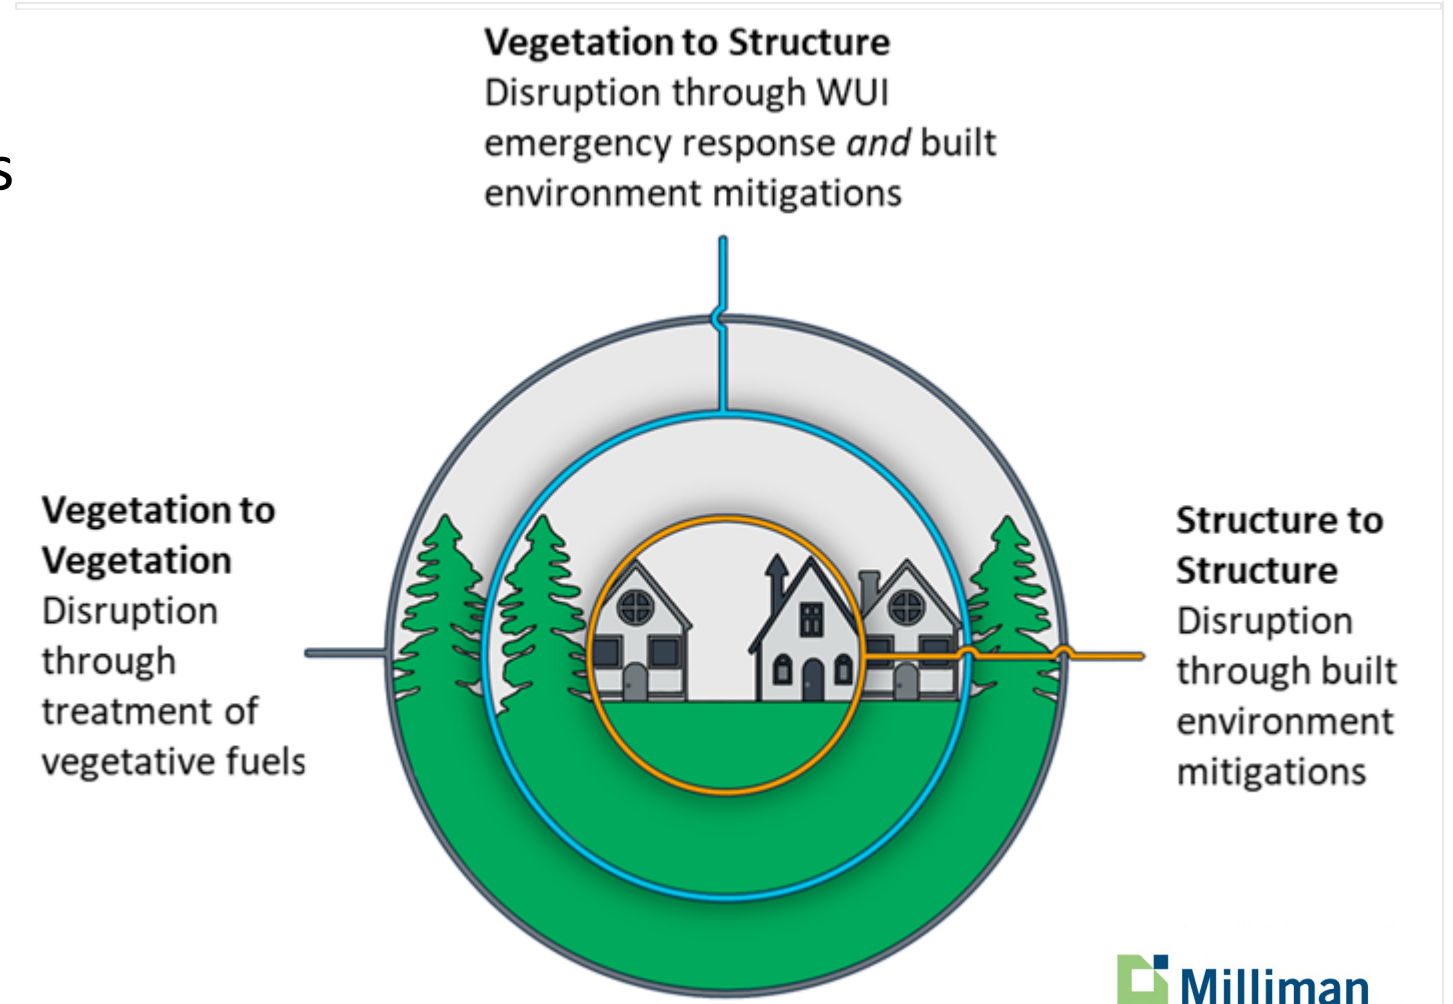 Vegetation to Structure
Disruption through WUI
emergency response and built
environment mitigations
s
Vegetation to
Vegetation
Disruption
through
treatment of
vegetative fuels
Structure to
Structure
Disruption
through built
environment
mitigations
Milliman